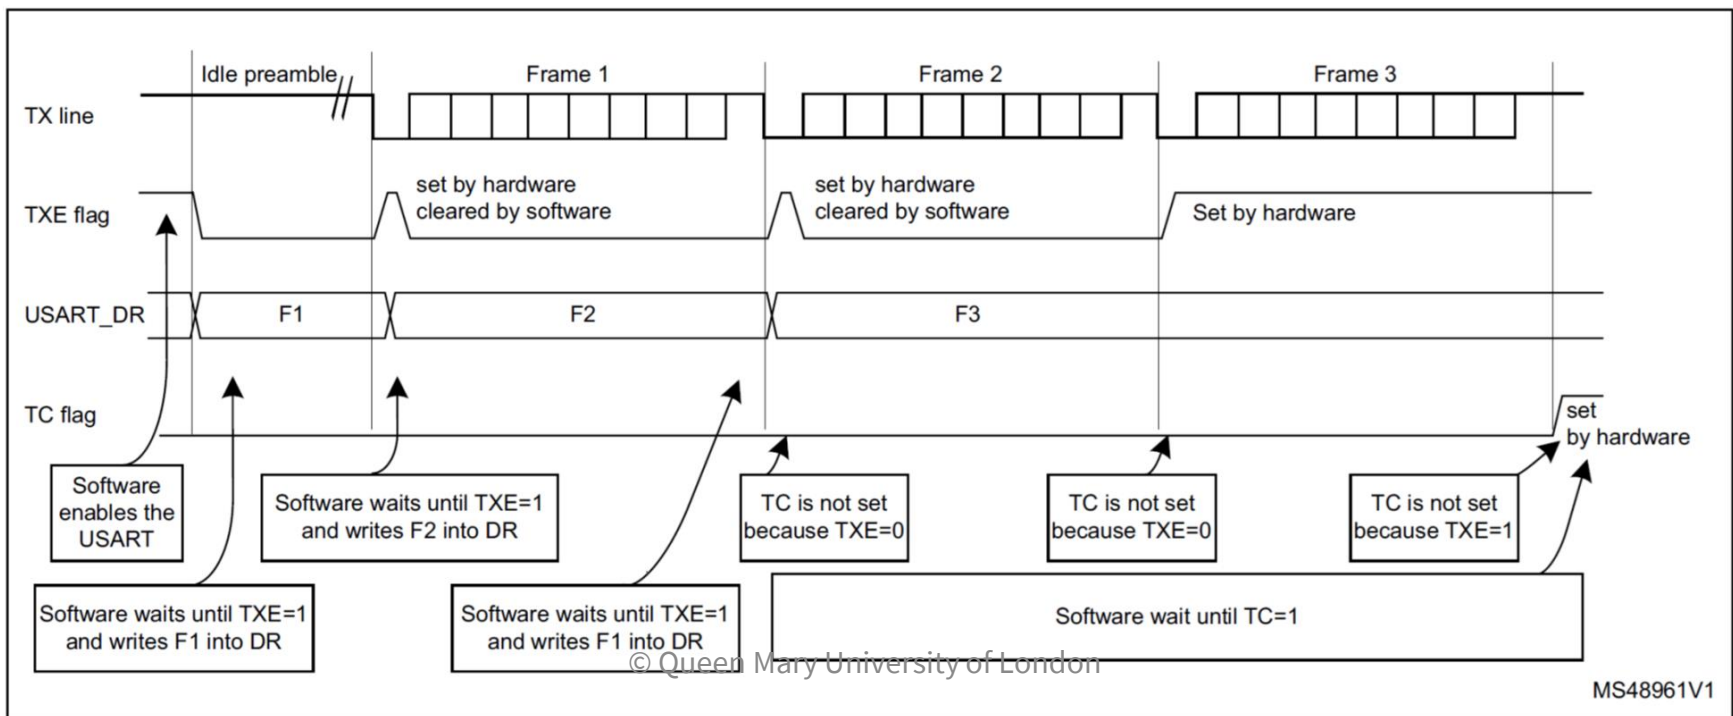 Idle preamble
Frame 1
Frame 2
Frame 3
TX line
set by hardware
cleared by software
set by hardware
cleared by software
TXE flag
Set by hardware
USART_DR
F1
F2
F3
TC flag
set
by hardware
Software
enables the
USART
Software waits until TXE=1
and writes F2 into DR
TC is not set
because TXE=0
TC is not set
because TXE=0
TC is not set
because TXE=1
Software waits until TXE=1
and writes F1 into DR
Software waits until TXE=1
and writes F1 into DR
Software wait until TC=1
© Queen Mary University of London
MS48961V1